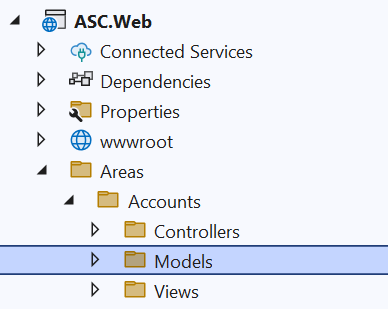 ASC.Web
Connected Services
Dependencies
Properties
wwwroot
Areas
Accounts
Controllers
Models
Views